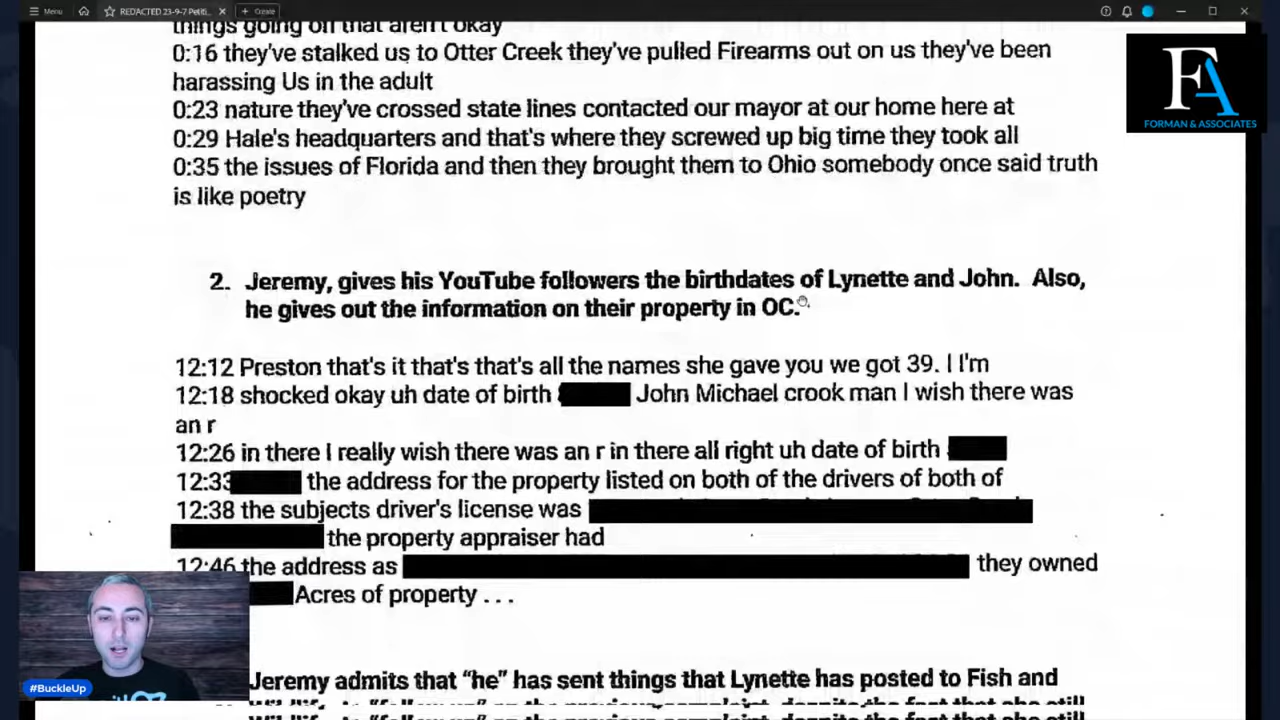 Menu
REDACTED 23-9-7 Petiti...
Create
things going on that aren't okay
0:16 they've stalked us to Otter Creek they've pulled Firearms out on us they've been
harassing Us in the adult
0:23 nature they've crossed state lines contacted our mayor at our home here at
0:29 Hale's headquarters and that's where they screwed up big time they took all
0:35 the issues of Florida and then they brought them to Ohio somebody once said truth
is like poetry
FA
FORMAN & ASSOCIATES
2. Jeremy, gives his YouTube followers the birthdates of Lynette and John. Also,
he gives out the information on their property in OC.
12:12 Preston that's it that's that's all the names she gave you we got 39. I I'm
12:18 shocked okay uh date of birth John Michael crook man I wish there was
an r
12:26 in there I really wish there was an r in there all right uh date of birth
12:33 the address for the property listed on both of the drivers of both of
12:38 the subjects driver's license was
the property appraiser had
12:46 the address as they owned
Acres of property . . .
Jeremy admits that "he" has sent things that Lynette has posted to Fish and
#BuckleUp